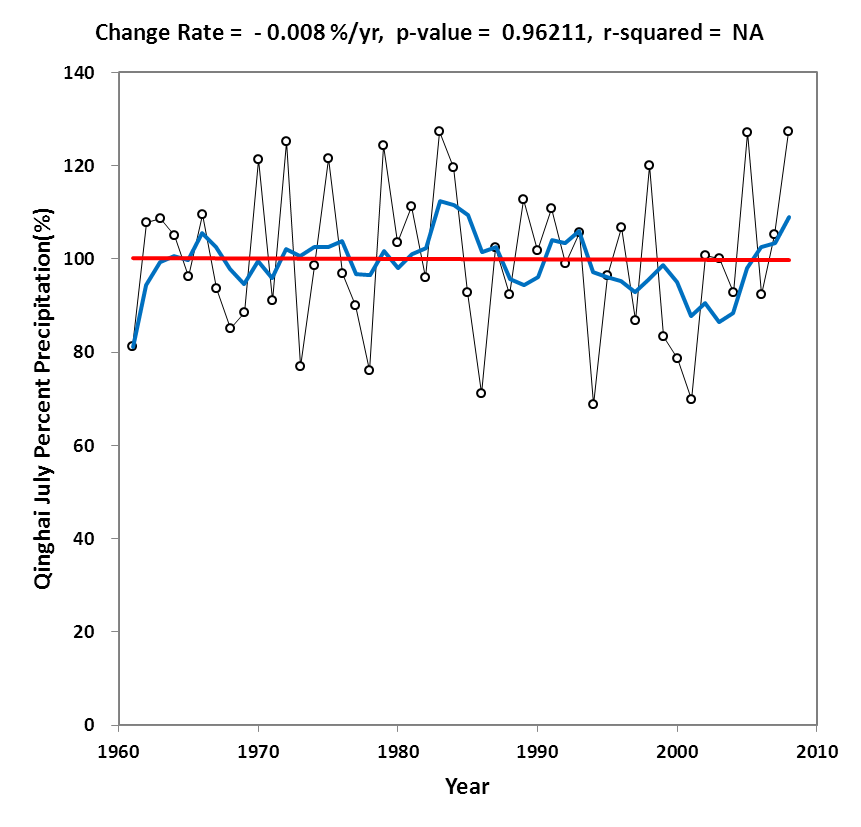 Change Rate = - 0.008 %/yr, p-value = 0.96211, r-squared = NA
140
120
100
80
60
40
20
0
Qinghai July Percent Precipitation(%)
1960 1970 1980 1990 2000 2010
Year